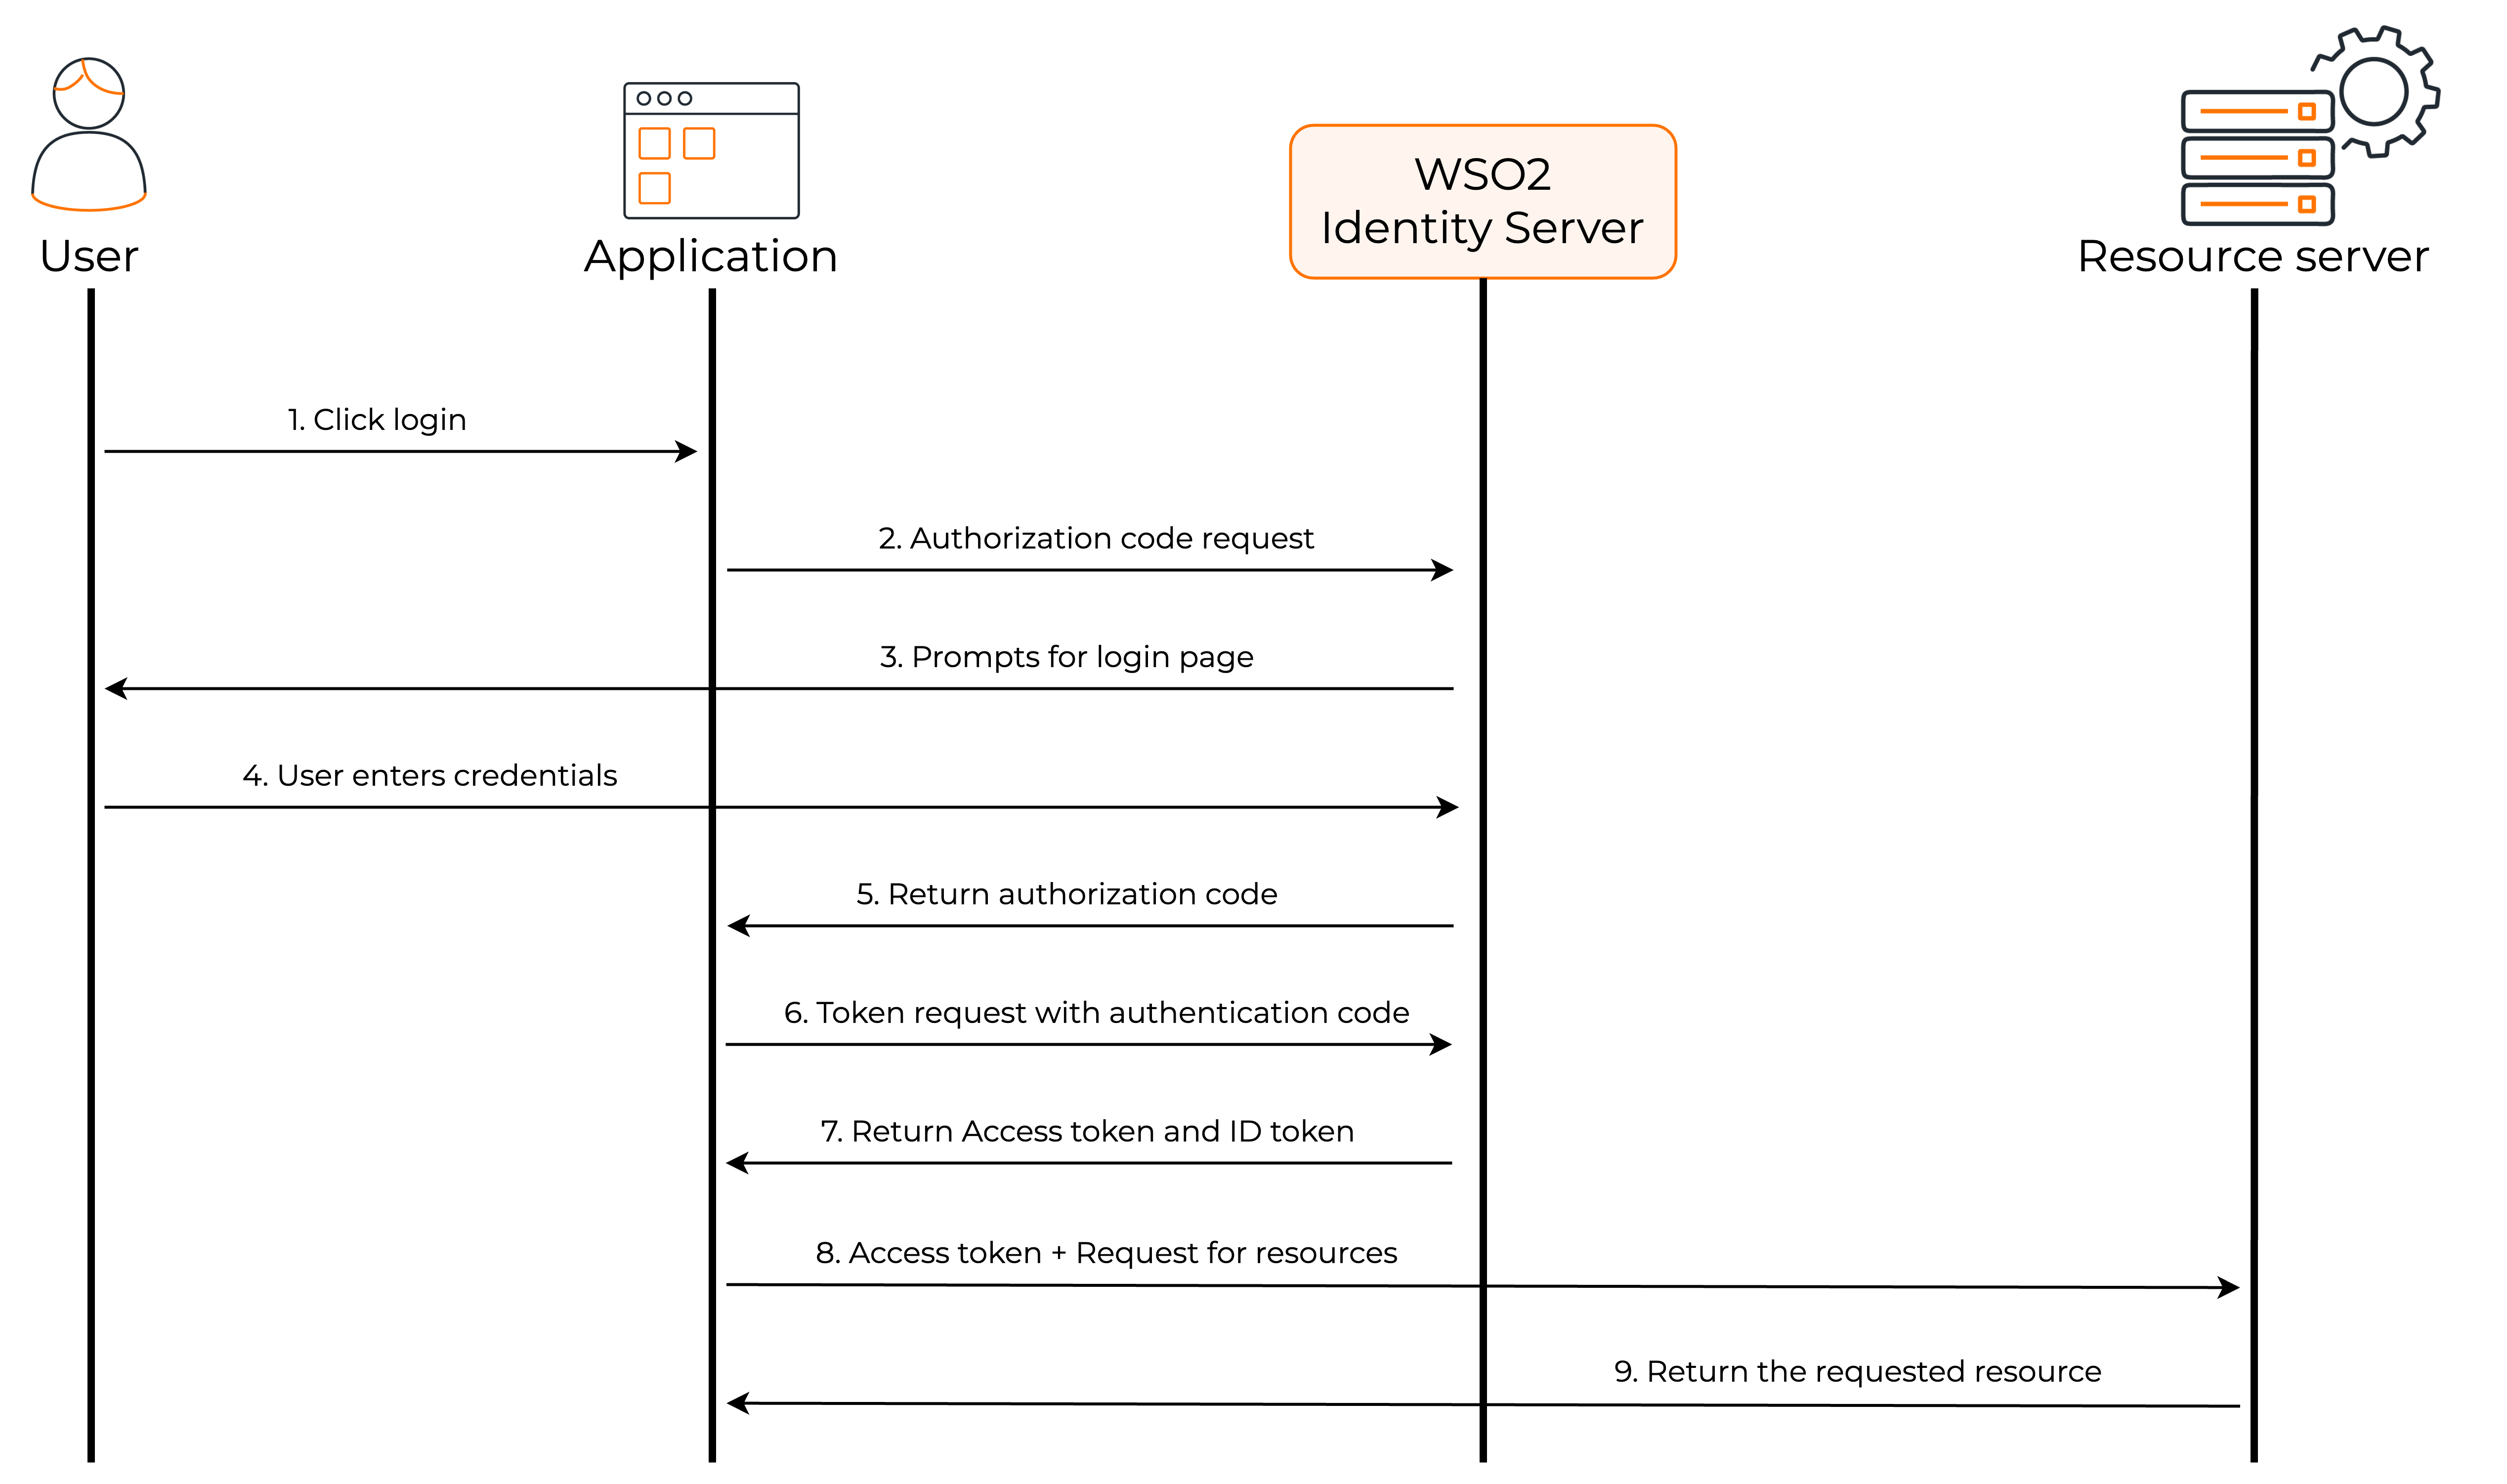 User
Application
WSO2
Identity Server
Resource server
1. Click login
2. Authorization code request
3. Prompts for login page
4. User enters credentials
5. Return authorization code
6. Token request with authentication code
7. Return Access token and ID token
8. Access token + Request for resources
9. Return the requested resource